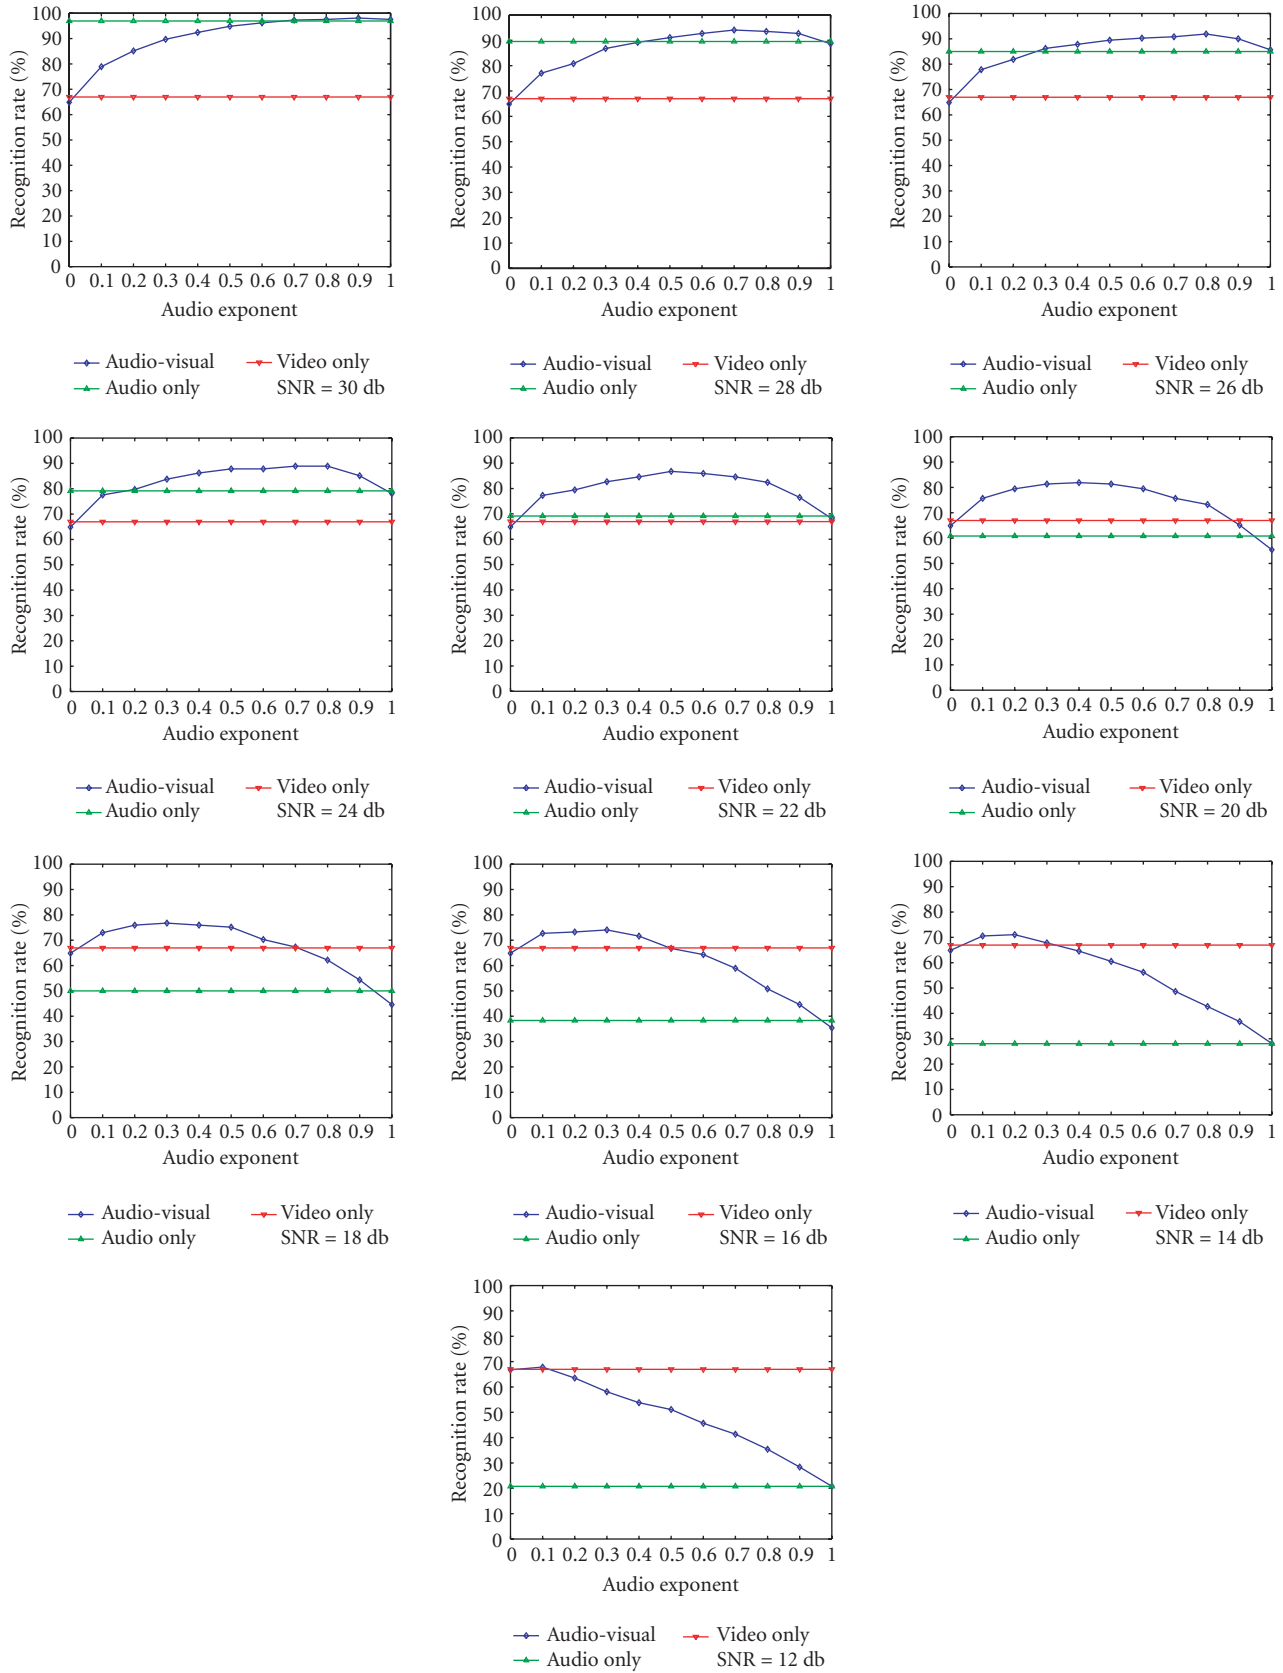 100
90
80
70
60
50
40
30
20
10
0
Recognition rate (%)
0 0.1 0.2 0.3 0.4 0.5 0.6 0.7 0.8 0.9 1
Audio exponent
Audio-visual Video only
Audio only SNR = 30 db
100
90
80
70
60
50
40
30
20
10
0
Recognition rate (%)
0 0.1 0.2 0.3 0.4 0.5 0.6 0.7 0.8 0.9 1
Audio exponent
Audio-visual Video only
Audio only SNR = 28 db
100
90
80
70
60
50
40
30
20
10
0
Recognition rate (%)
0 0.1 0.2 0.3 0.4 0.5 0.6 0.7 0.8 0.9 1
Audio exponent
Audio-visual Video only
Audio only SNR = 26 db
100
90
80
70
60
50
40
30
20
10
0
Recognition rate (%)
0 0.1 0.2 0.3 0.4 0.5 0.6 0.7 0.8 0.9 1
Audio exponent
Audio-visual Video only
Audio only SNR = 24 db
100
90
80
70
60
50
40
30
20
10
0
Recognition rate (%)
0 0.1 0.2 0.3 0.4 0.5 0.6 0.7 0.8 0.9 1
Audio exponent
Audio-visual Video only
Audio only SNR = 22 db
100
90
80
70
60
50
40
30
20
10
0
Recognition rate (%)
0 0.1 0.2 0.3 0.4 0.5 0.6 0.7 0.8 0.9 1
Audio exponent
Audio-visual Video only
Audio only SNR = 20 db
100
90
80
70
60
50
40
30
20
10
0
Recognition rate (%)
0 0.1 0.2 0.3 0.4 0.5 0.6 0.7 0.8 0.9 1
Audio exponent
Audio-visual Video only
Audio only SNR = 18 db
100
90
80
70
60
50
40
30
20
10
0
Recognition rate (%)
0 0.1 0.2 0.3 0.4 0.5 0.6 0.7 0.8 0.9 1
Audio exponent
Audio-visual Video only
Audio only SNR = 16 db
100
90
80
70
60
50
40
30
20
10
0
Recognition rate (%)
0 0.1 0.2 0.3 0.4 0.5 0.6 0.7 0.8 0.9 1
Audio exponent
Audio-visual Video only
Audio only SNR = 14 db
100
90
80
70
60
50
40
30
20
10
0
Recognition rate (%)
0 0.1 0.2 0.3 0.4 0.5 0.6 0.7 0.8 0.9 1
Audio exponent
Audio-visual Video only
Audio only SNR = 12 db